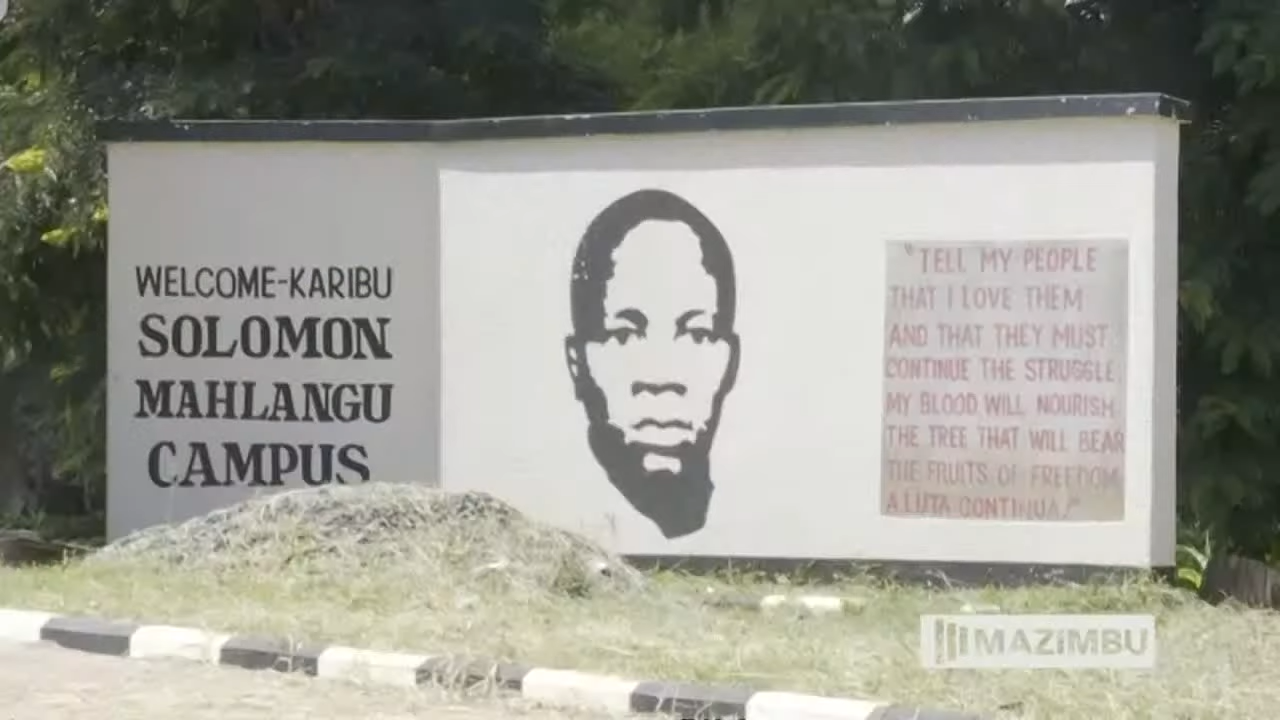 WELCOME-KARIBU
SOLOMON
MAHLANGU
CAMPUS
"TELL MY PEOPLE
THAT I LOVE THEM
AND THAT THEY MUST
CONTINUE THE STRUGGLE
MY BLOOD WILL NOURISH
THE TREE THAT WILL BEAR
THE FRUITS OF FREEDOM
A LUTA CONTINUA!"
MAZIMBU